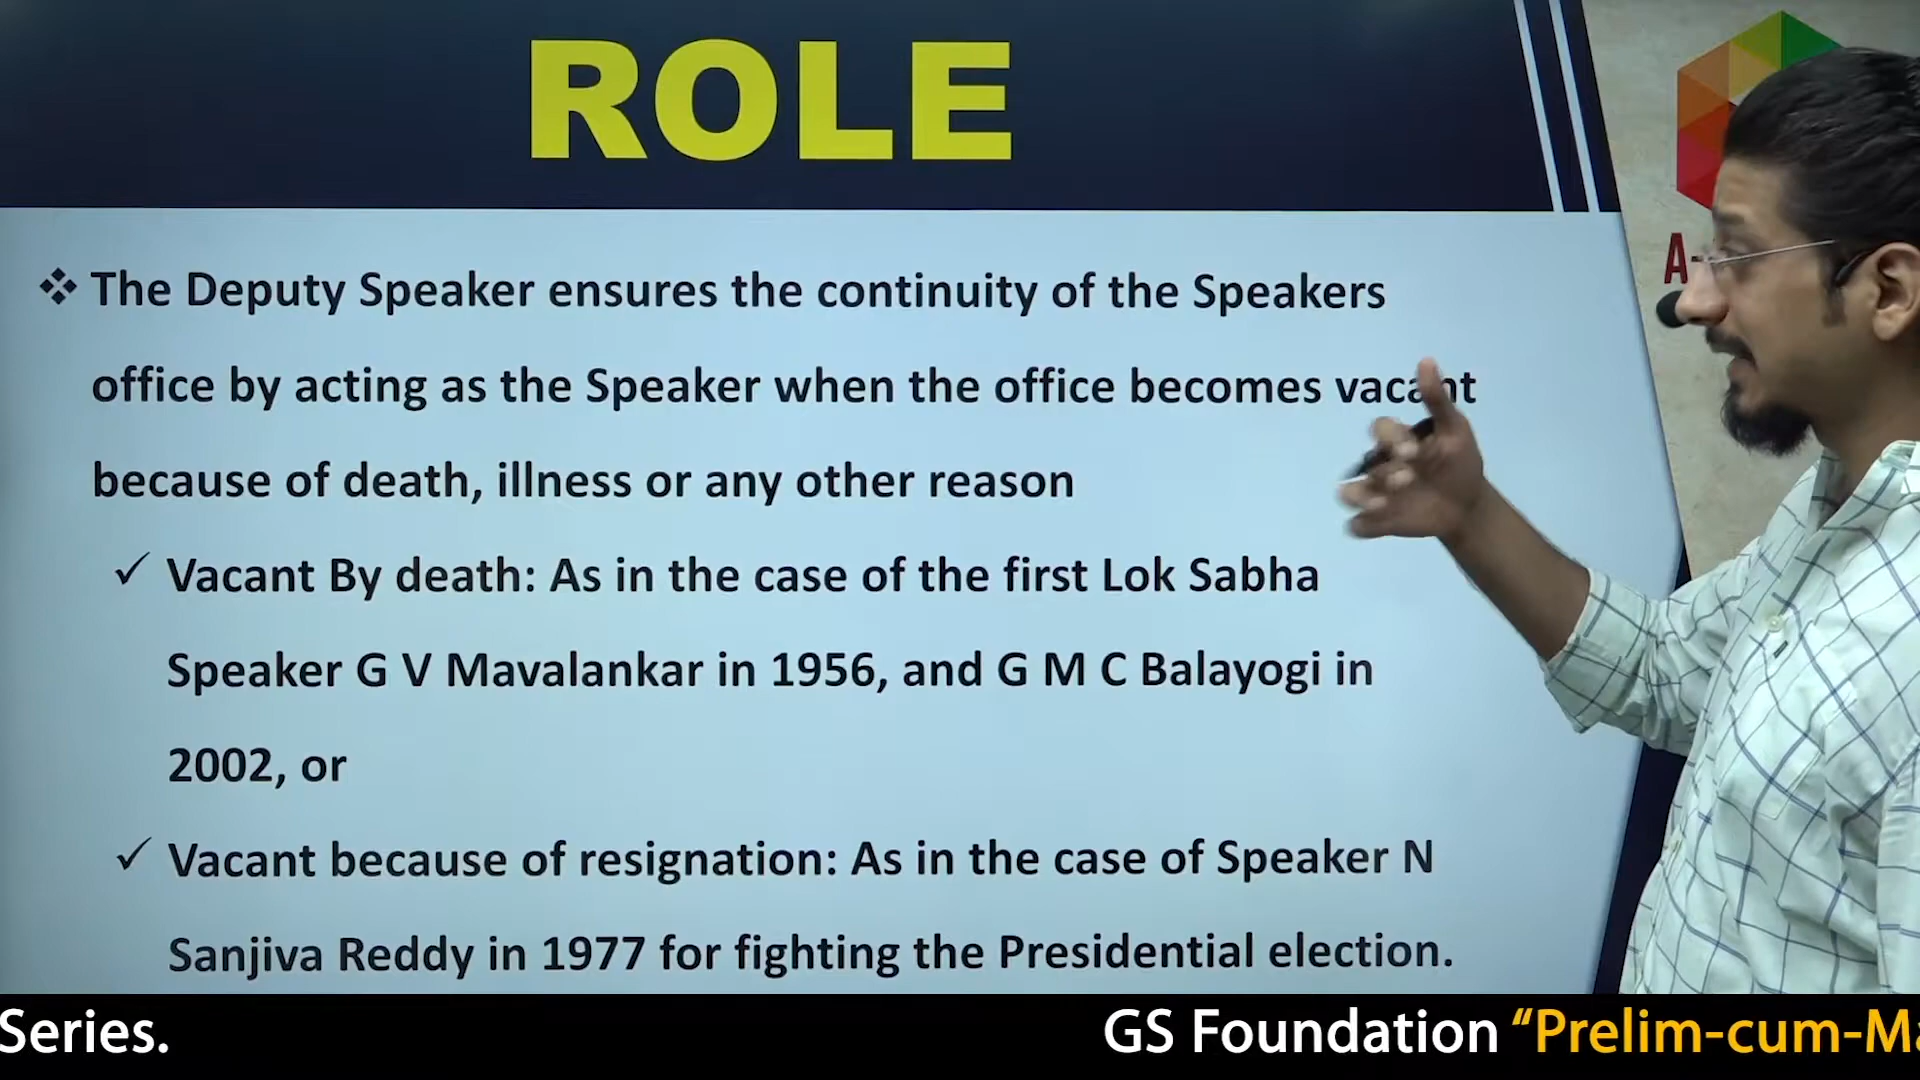 ROLE
❖ The Deputy Speaker ensures the continuity of the Speakers
office by acting as the Speaker when the office becomes vacant
because of death, illness or any other reason
✓ Vacant By death: As in the case of the first Lok Sabha
Speaker G V Mavalankar in 1956, and G M C Balayogi in
2002, or
✓ Vacant because of resignation: As in the case of Speaker N
Sanjiva Reddy in 1977 for fighting the Presidential election.
Series. GS Foundation “Prelim-cum-Ma